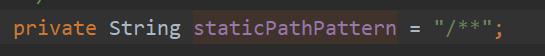 private String staticPathPattern = "/**";